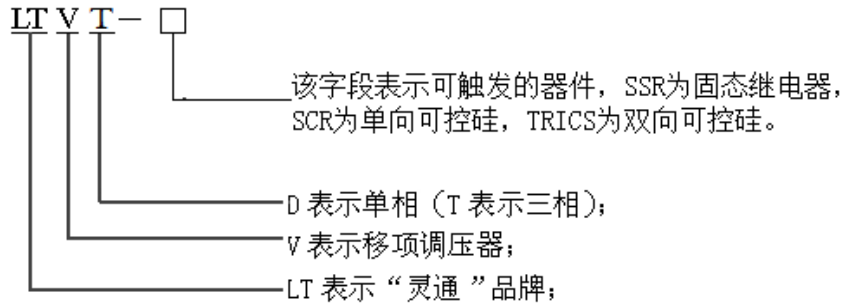 LT V T- □
该字段表示可触发的器件，SSR为固态继电器，
SCR为单向可控硅，TRICS为双向可控硅。
D 表示单相（T 表示三相）；
V 表示移项调压器；
LT 表示“灵通”品牌；